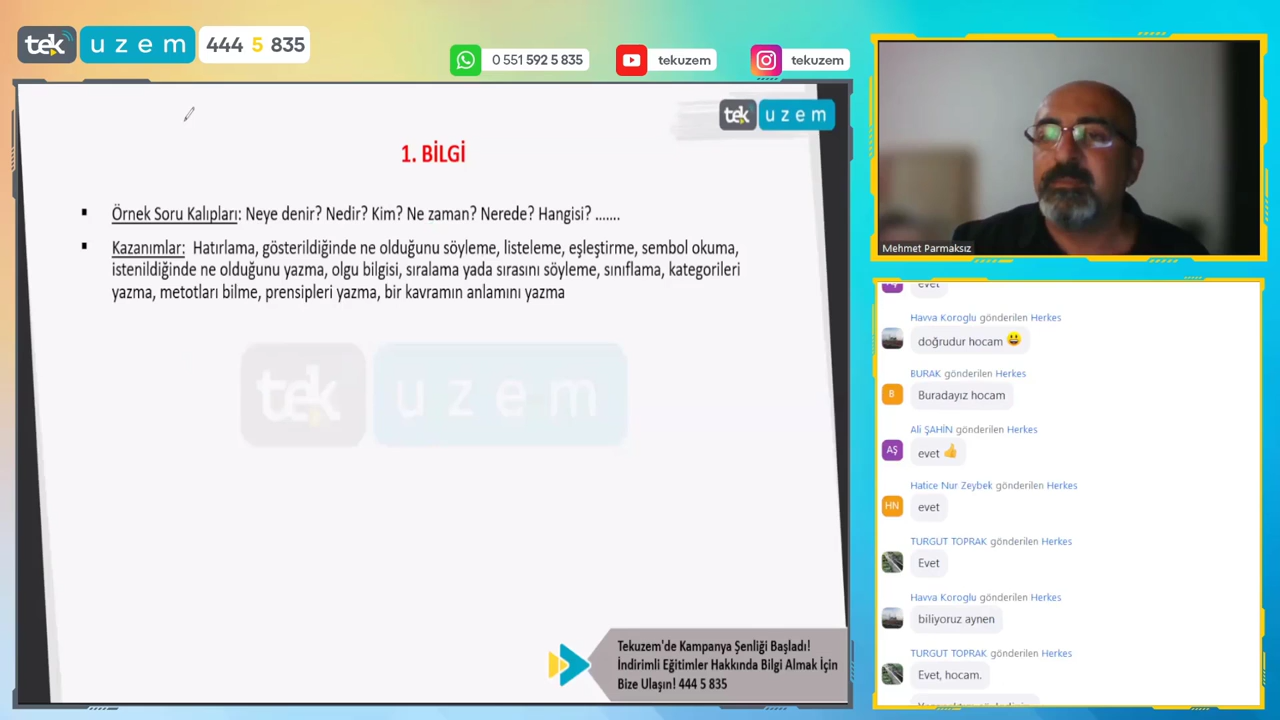 tek uzem 444 5 835
0 551 592 5 835
tekuzem
tekuzem
tek uzem
1. BİLGİ
▪ Örnek Soru Kalıpları: Neye denir? Nedir? Kim? Ne zaman? Nerede? Hangisi? .......
▪ Kazanımlar: Hatırlama, gösterildiğinde ne olduğunu söyleme, listeleme, eşleştirme, sembol okuma,
istenildiğinde ne olduğunu yazma, olgu bilgisi, sıralama yada sırasını söyleme, sınıflama, kategorileri
yazma, metotları bilme, prensipleri yazma, bir kavramın anlamını yazma
tek uzem
Tekuzem'de Kampanya Şenliği Başladı!
İndirimli Eğitimler Hakkında Bilgi Almak İçin
Bize Ulaşın! 444 5 835
Mehmet Parmaksız
evet
Havva Koroglu gönderilen Herkes
doğrudur hocam 😃
BURAK gönderilen Herkes
B
Buradayız hocam
Ali ŞAHİN gönderilen Herkes
AŞ
evet 👍
Hatice Nur Zeybek gönderilen Herkes
HN
evet
TURGUT TOPRAK gönderilen Herkes
Evet
Havva Koroglu gönderilen Herkes
biliyoruz aynen
TURGUT TOPRAK gönderilen Herkes
Evet, hocam.